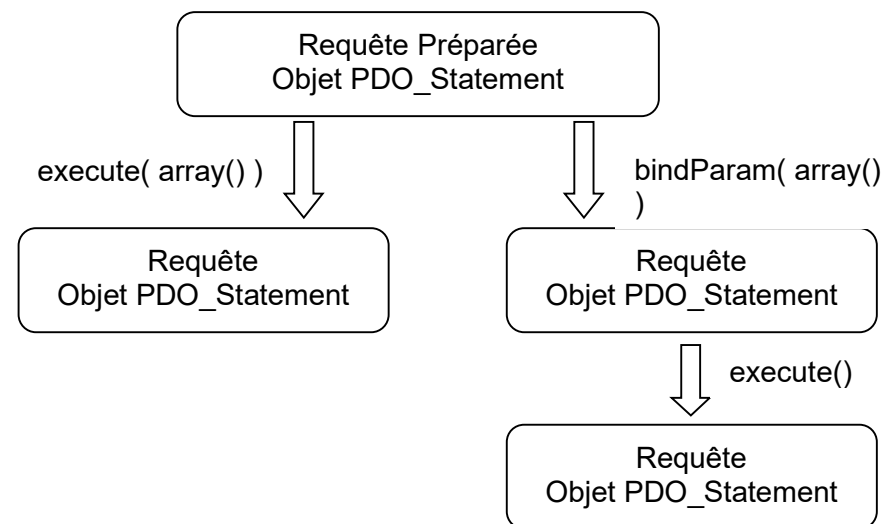 Requête Préparée
Objet PDO_Statement
execute( array() )
bindParam( array()
)
Requête
Objet PDO_Statement
Requête
Objet PDO_Statement
execute()
Requête
Objet PDO_Statement